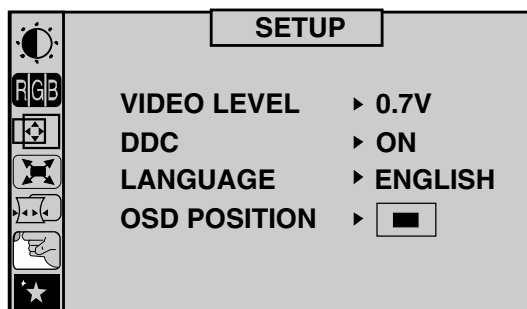 SETUP
RGB
VIDEO LEVEL 0.7V
DDC ON
LANGUAGE ENGLISH
OSD POSITION